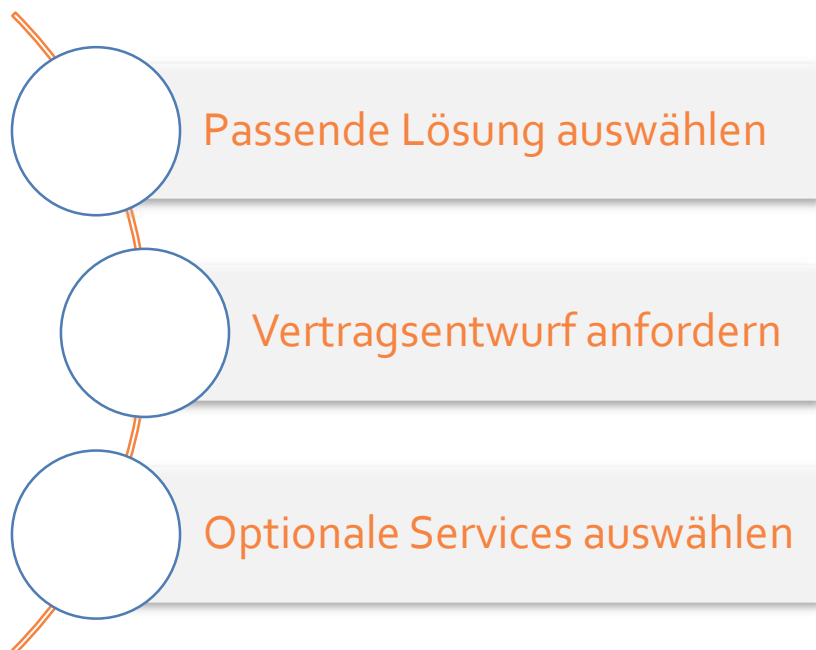 Passende Lösung auswählen
Vertragsentwurf anfordern
Optionale Services auswählen